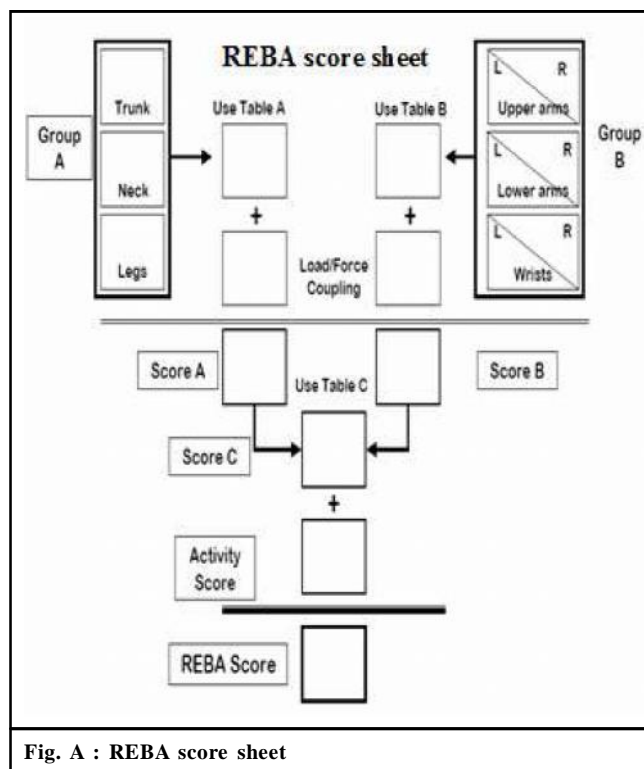 REBA score sheet
Group
A
Trunk
Neck
Legs
Use Table A
+
Use Table B
+
Load/Force
Coupling
L R
Upper arms
L R
Lower arms
L R
Wrists
Group
B
Score A
Use Table C
Score B
Score C
+
Activity
Score
REBA Score
Fig. A : REBA score sheet